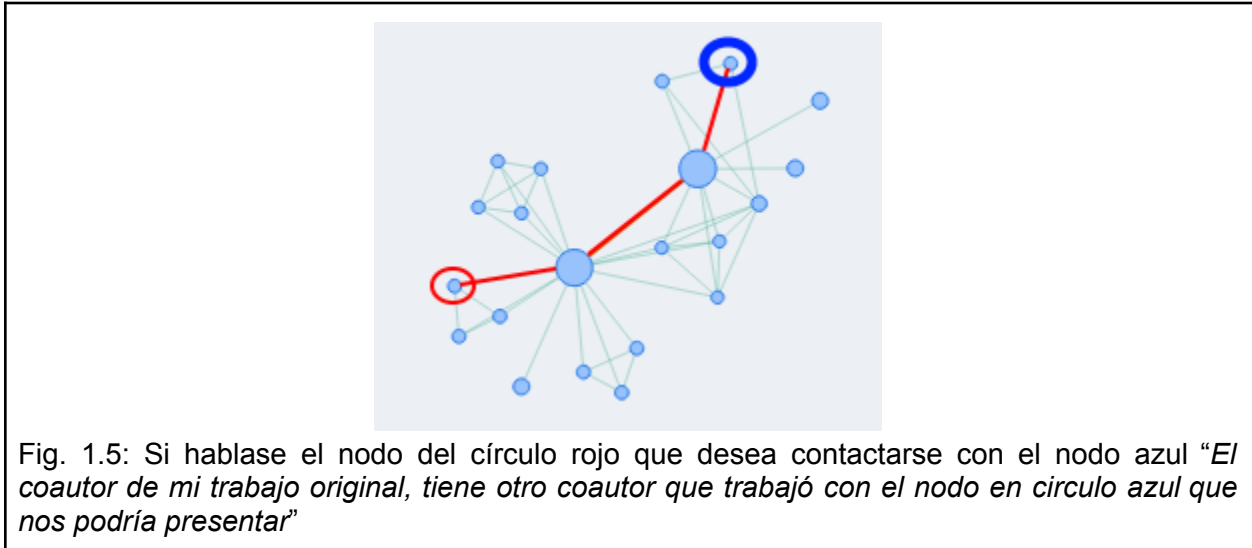 Fig. 1.5: Si hablase el nodo del círculo rojo que desea contactarse con el nodo azul “El
coautor de mi trabajo original, tiene otro coautor que trabajó con el nodo en circulo azul que
nos podría presentar”